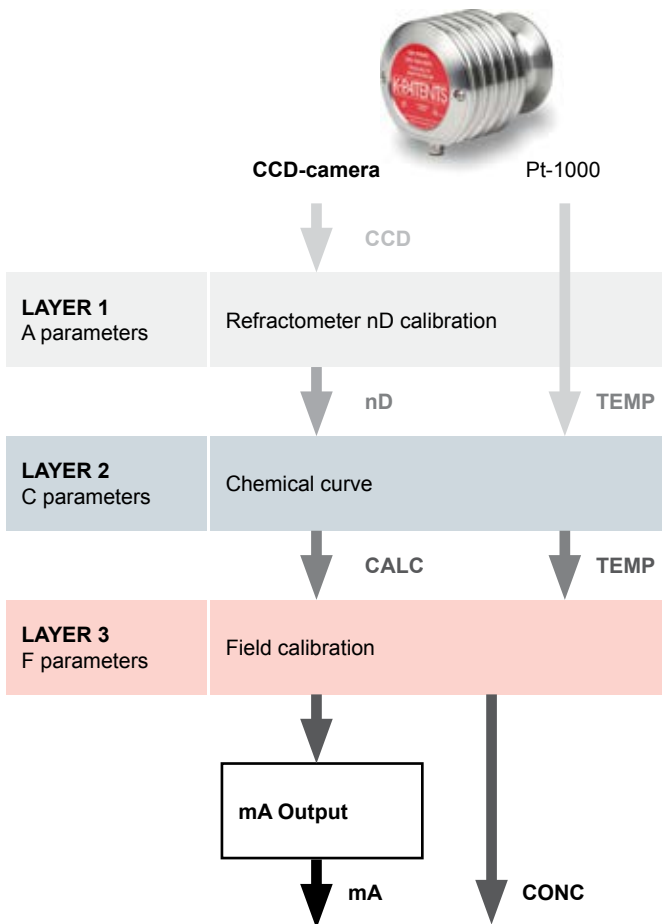 K-PATENTS
CCD-camera
Pt-1000
CCD
LAYER 1
A parameters
Refractometer nD calibration
nD
TEMP
LAYER 2
C parameters
Chemical curve
CALC
TEMP
LAYER 3
F parameters
Field calibration
mA Output
mA
CONC